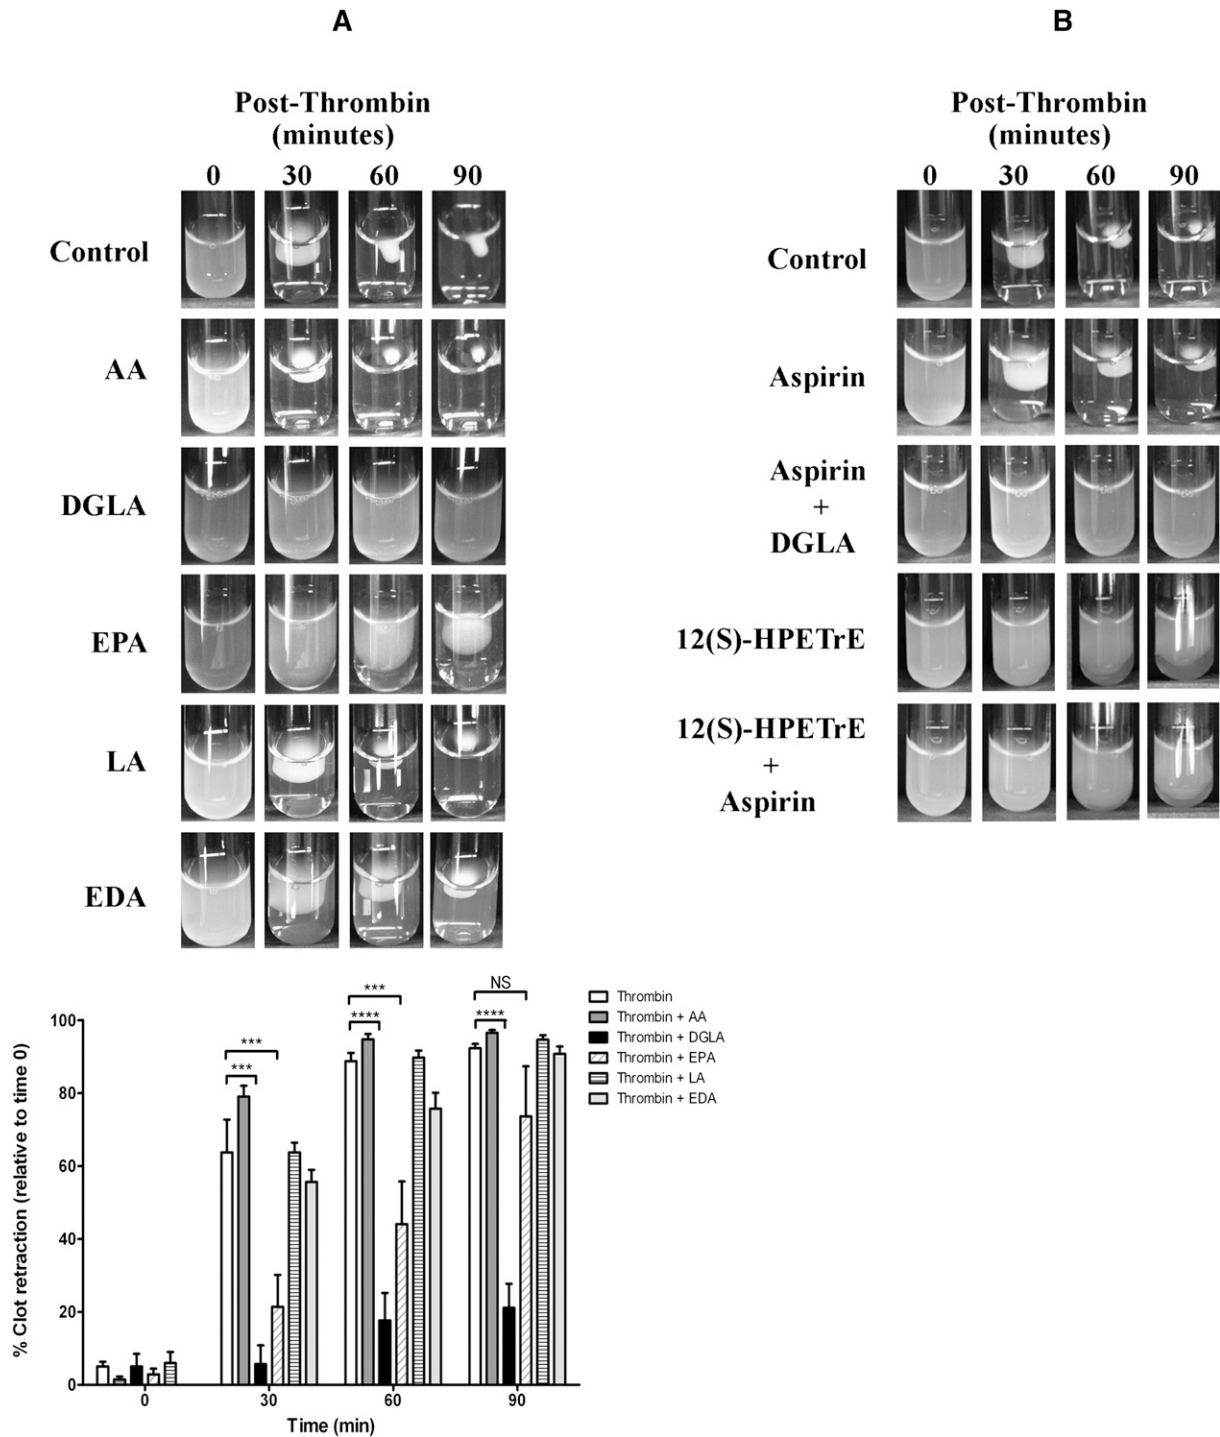 A
B
Post-Thrombin
(minutes)
0 30 60 90
Control
AA
DGLA
EPA
LA
EDA
Post-Thrombin
(minutes)
0 30 60 90
Control
Aspirin
Aspirin
+
DGLA
12(S)-HPETrE
12(S)-HPETrE
+
Aspirin
% Clot retraction (relative to time 0)
100
80
60
40
20
0
***
***
***
****
NS
****
0 30 60 90
Time (min)
Thrombin
Thrombin + AA
Thrombin + DGLA
Thrombin + EPA
Thrombin + LA
Thrombin + EDA